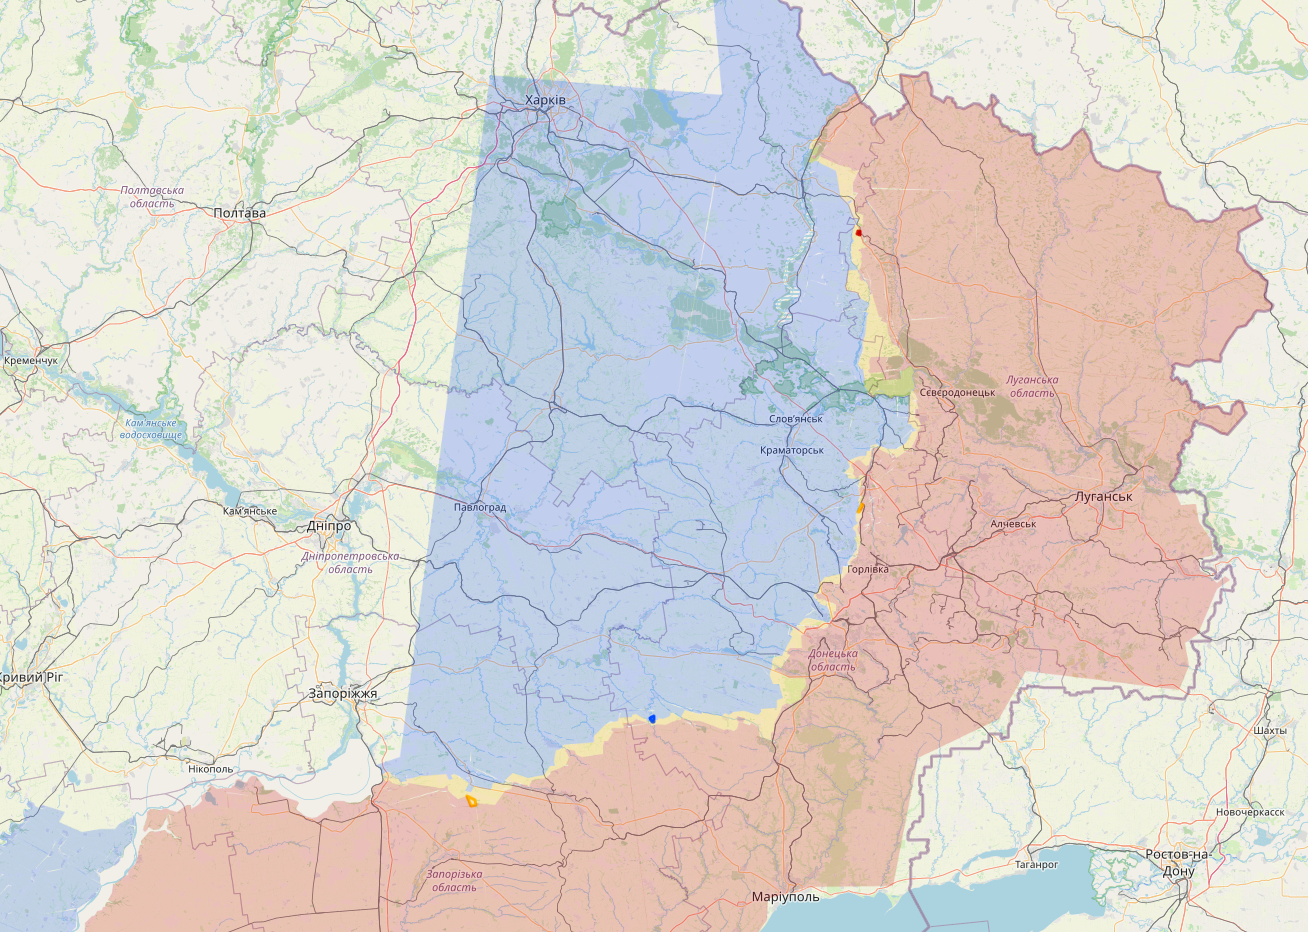 Харків
Полтавська
область
Полтава
Кременчук
Луганська
область
Сєвєродонецьк
Слов'янськ
Кам'янське
водосховище
Краматорськ
Луганськ
Павлоград
Кам'янське
Дніпро
Алчевськ
Дніпропетровська
область
Горлівка
Донецька
область
Кривий Ріг
Запоріжжя
Шахты
Нікополь
Новочеркасск
Ростов-на-
Дону
Таганрог
Запорізька
область
Маріуполь